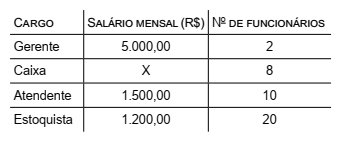 CARGO SALÁRIO MENSAL (R$) Nº DE FUNCIONÁRIOS
Gerente 5.000,00 2
Caixa X 8
Atendente 1.500,00 10
Estoquista 1.200,00 20